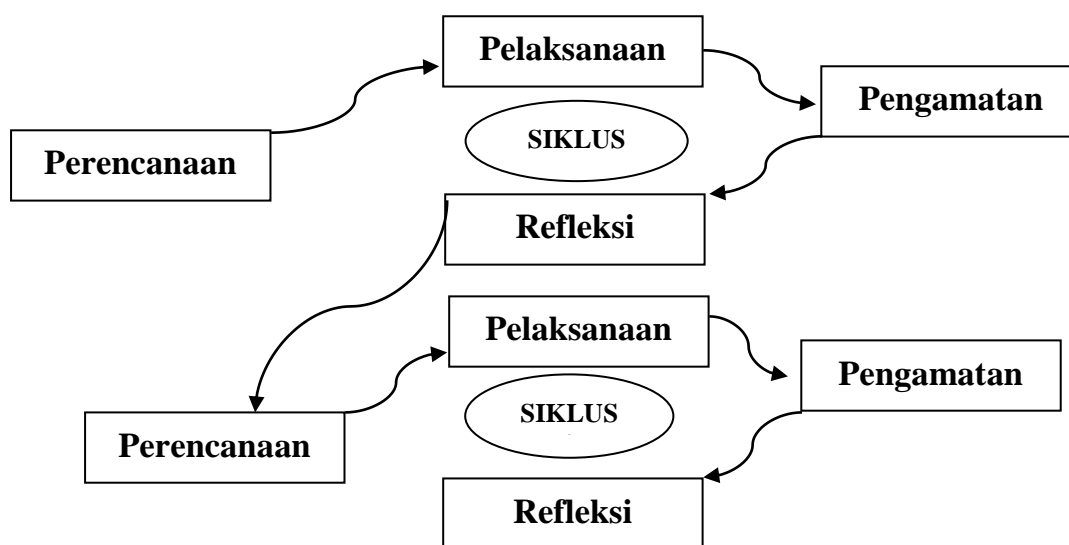 Pelaksanaan
Pengamatan
SIKLUS
Perencanaan
Refleksi
Pelaksanaan
Pengamatan
SIKLUS
Perencanaan
Refleksi